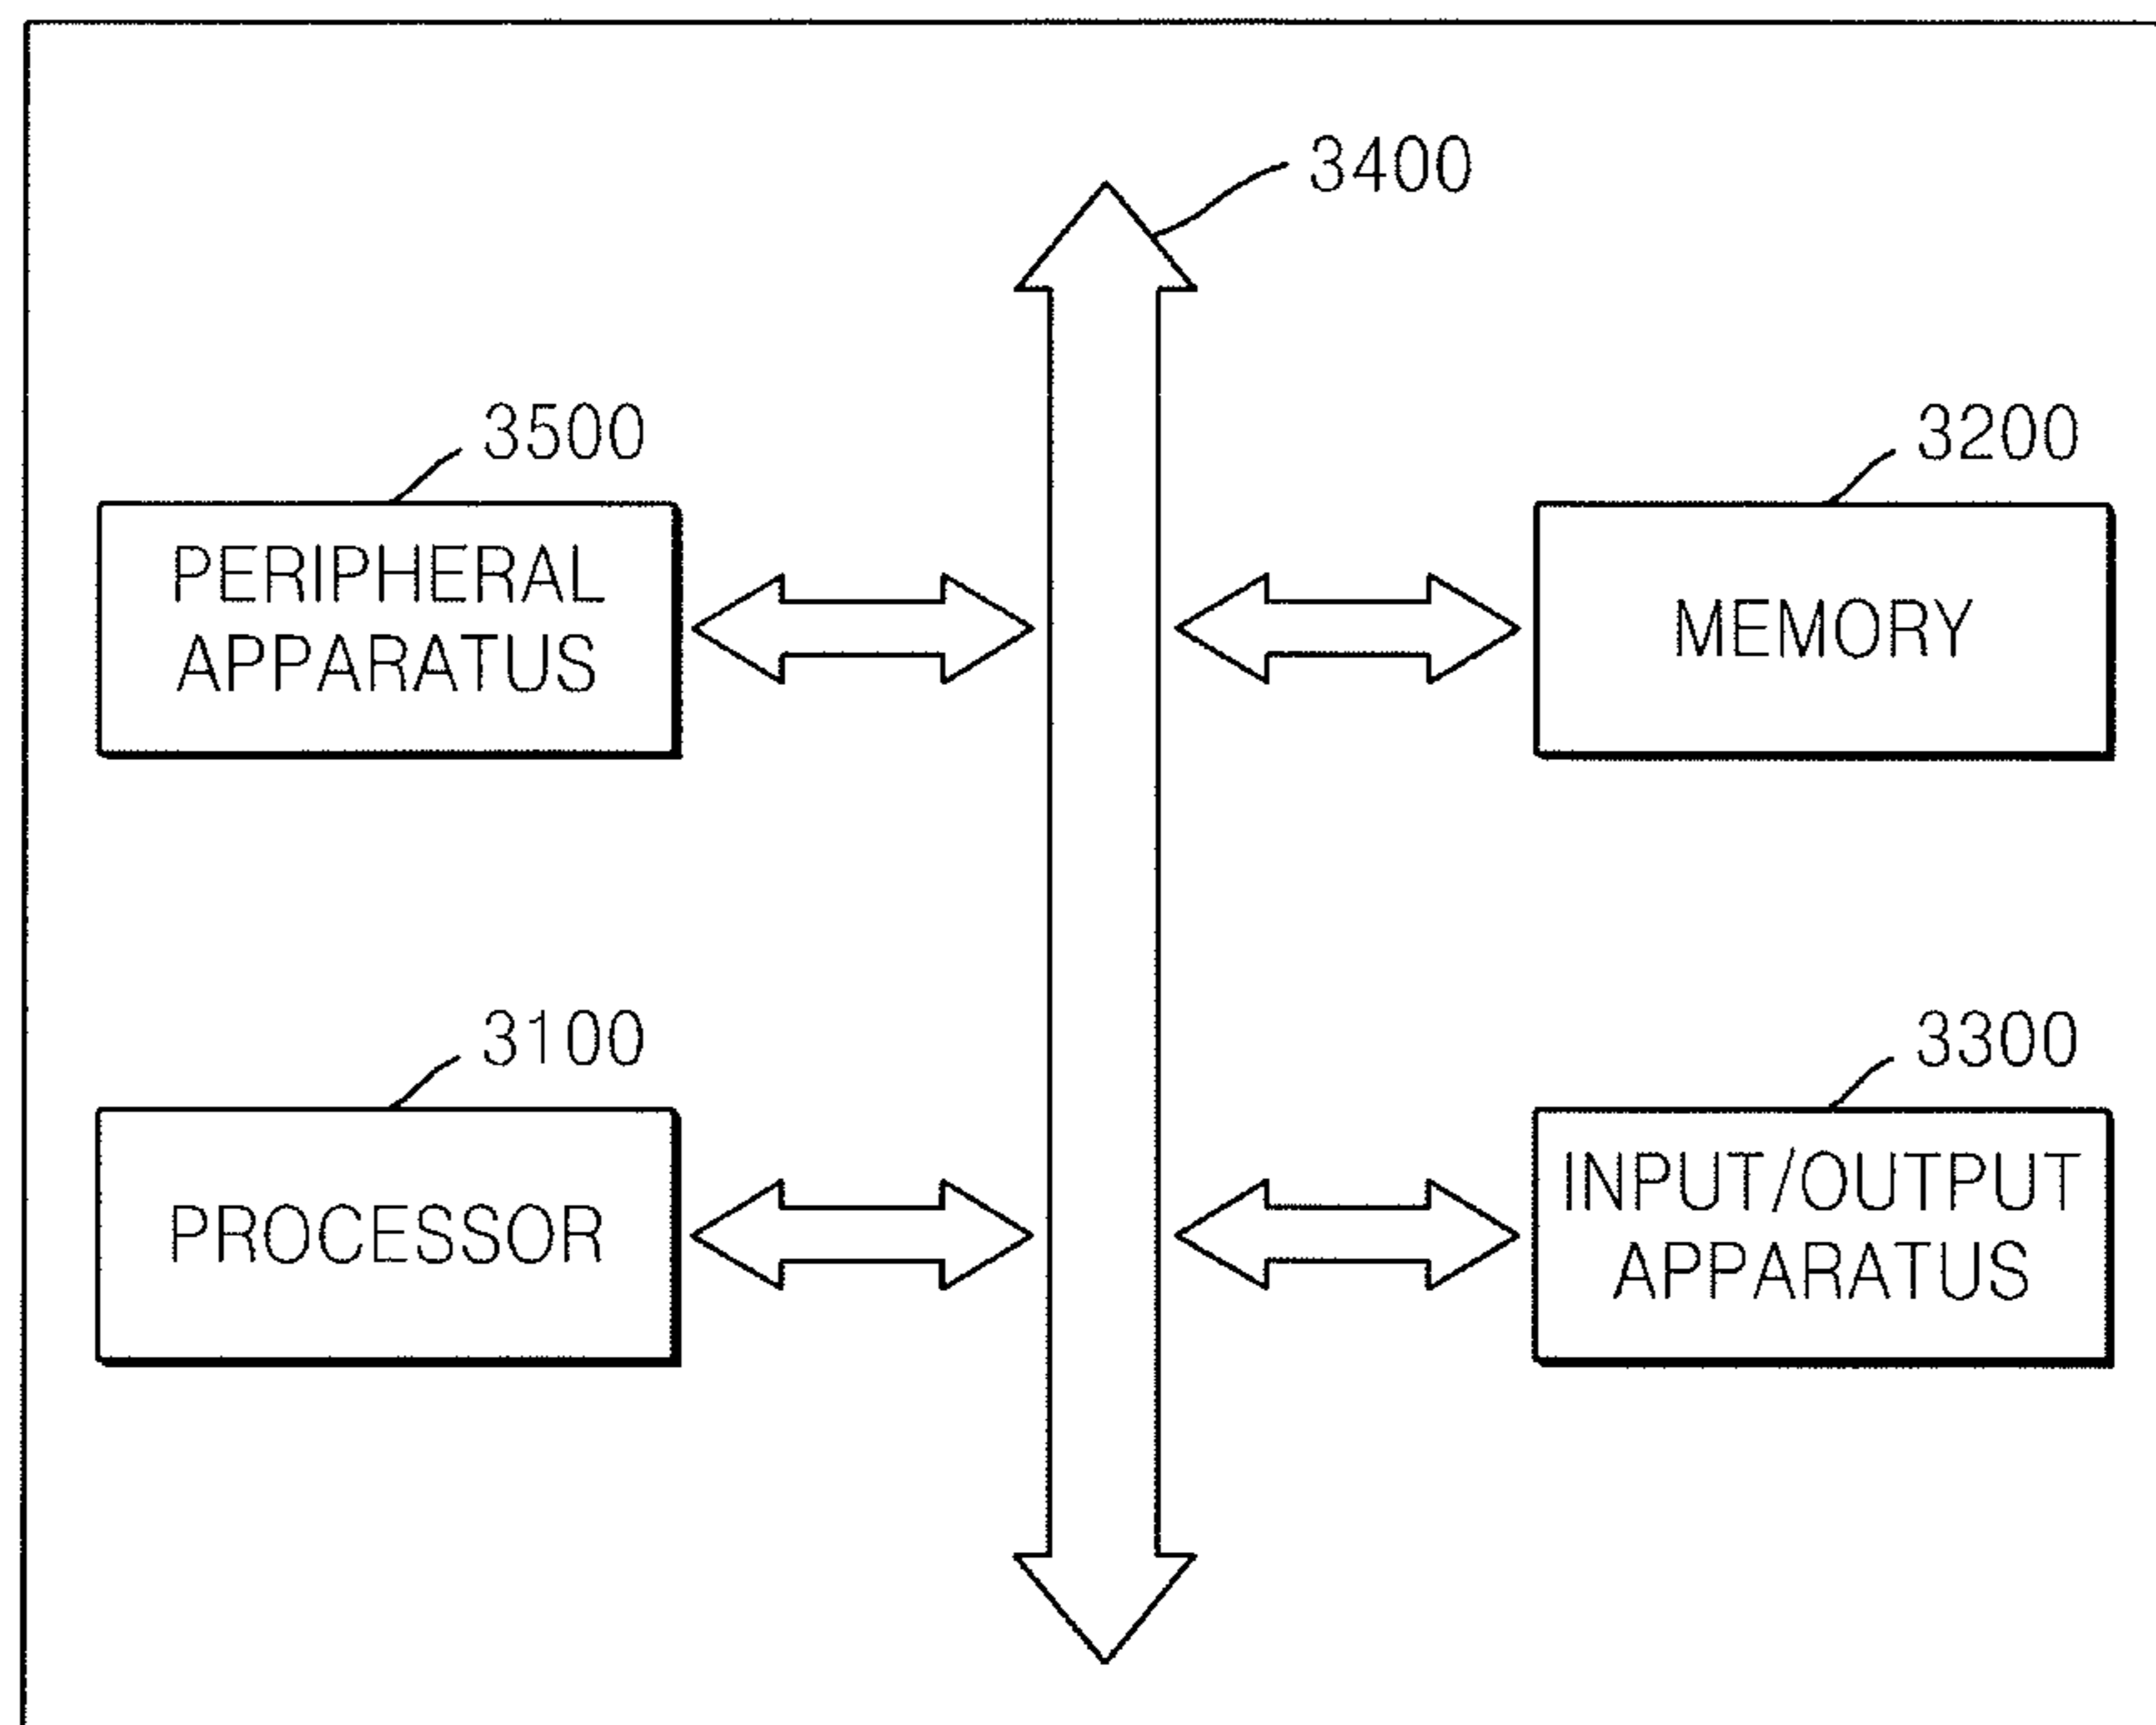 3400
3500
3200
PERIPHERAL
APPARATUS
MEMORY
3100
3300
PROCESSOR
INPUT/OUTPUT
APPARATUS